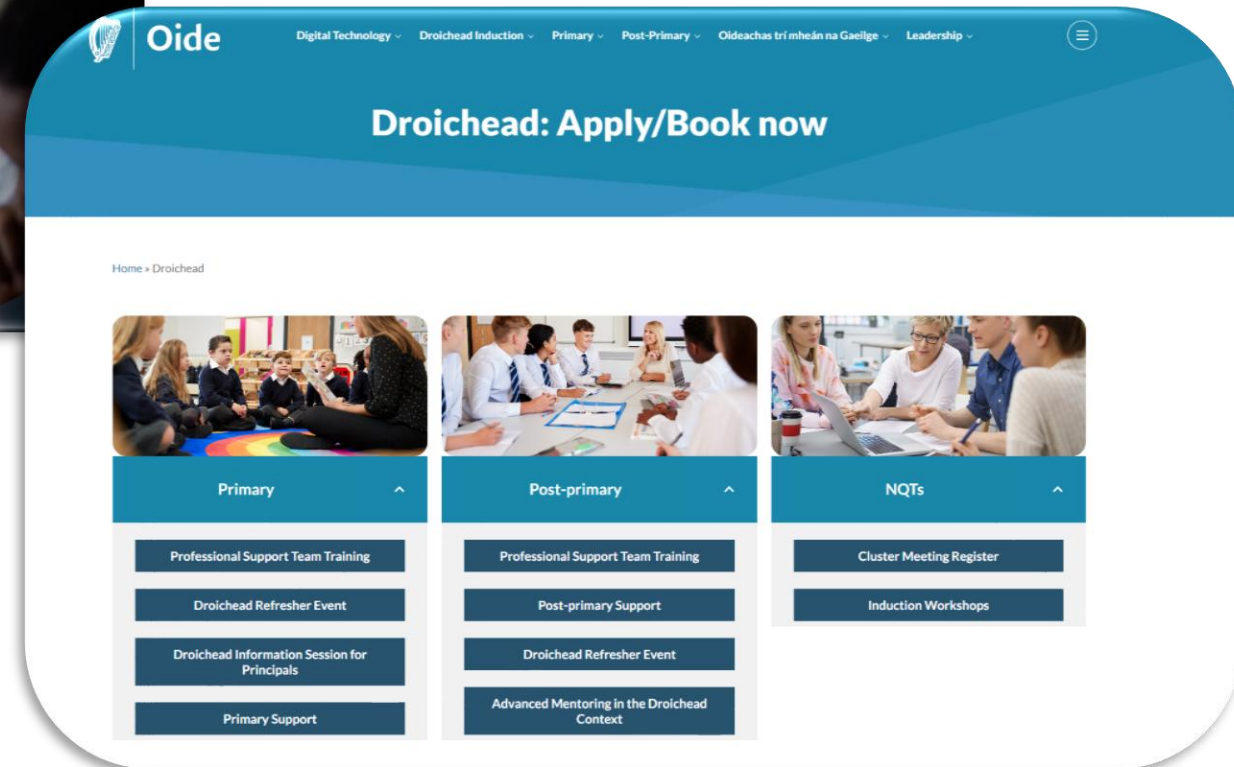 Oide
Digital Technology
Droichead Induction
Primary
Post-Primary
Oideachas trí mheán na Gaeilge
Leadership
Droichead: Apply/Book now
Home » Droichead
Primary
Professional Support Team Training
Droichead Refresher Event
Droichead Information Session for
Principals
Primary Support
Post-primary
Professional Support Team Training
Post-primary Support
Droichead Refresher Event
Advanced Mentoring in the Droichead
Context
NQTs
Cluster Meeting Register
Induction Workshops